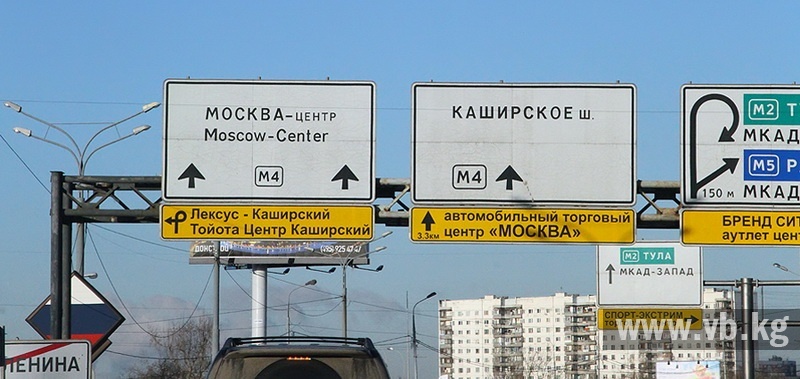 МОСКВА-ЦЕНТР
Moscow-Center
M4
Лексус - Каширский
Тойота Центр Каширский
КАШИРСКОЕ Ш.
M4
3.3км
автомобильный торговый
центр «МОСКВА»
M2 Т
МКАД
M5 Р
МКАД
150 м
БРЕНД СИТ
аутлет цен
M2 ТУЛА
МКАД-ЗАПАД
СПОРТ-ЭКСТРИМ
ЛЕНИНА
www.vb.kg